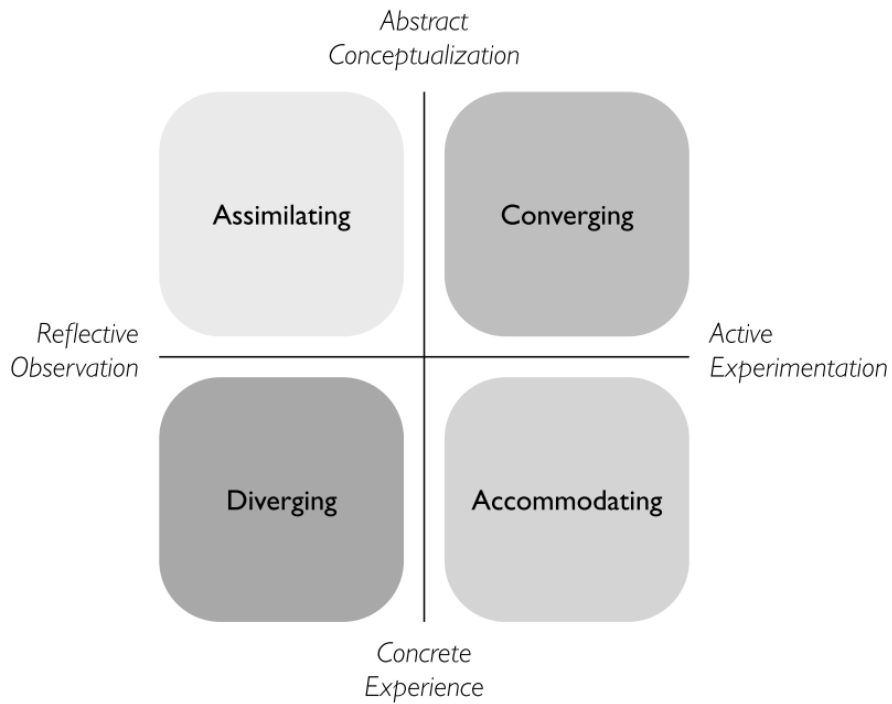 Abstract
Conceptualization
Assimilating
Converging
Reflective
Observation
Active
Experimentation
Diverging
Accommodating
Concrete
Experience